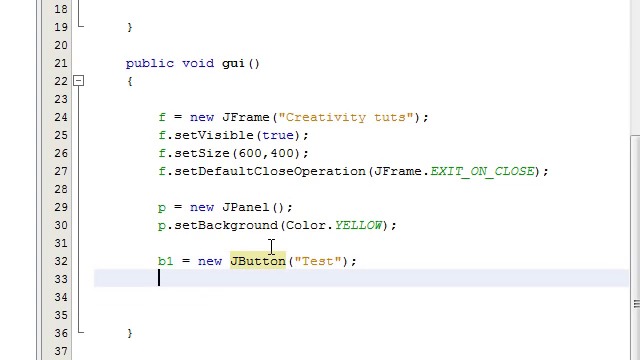 18
19 }
20
21 public void gui()
22 {
23
24 f = new JFrame("Creativity tuts");
25 f.setVisible(true);
26 f.setSize(600,400);
27 f.setDefaultCloseOperation(JFrame.EXIT_ON_CLOSE);
28
29 p = new JPanel();
30 p.setBackground(Color.YELLOW);
31
32 b1 = new JButton("Test");
33
34
35
36 }
37